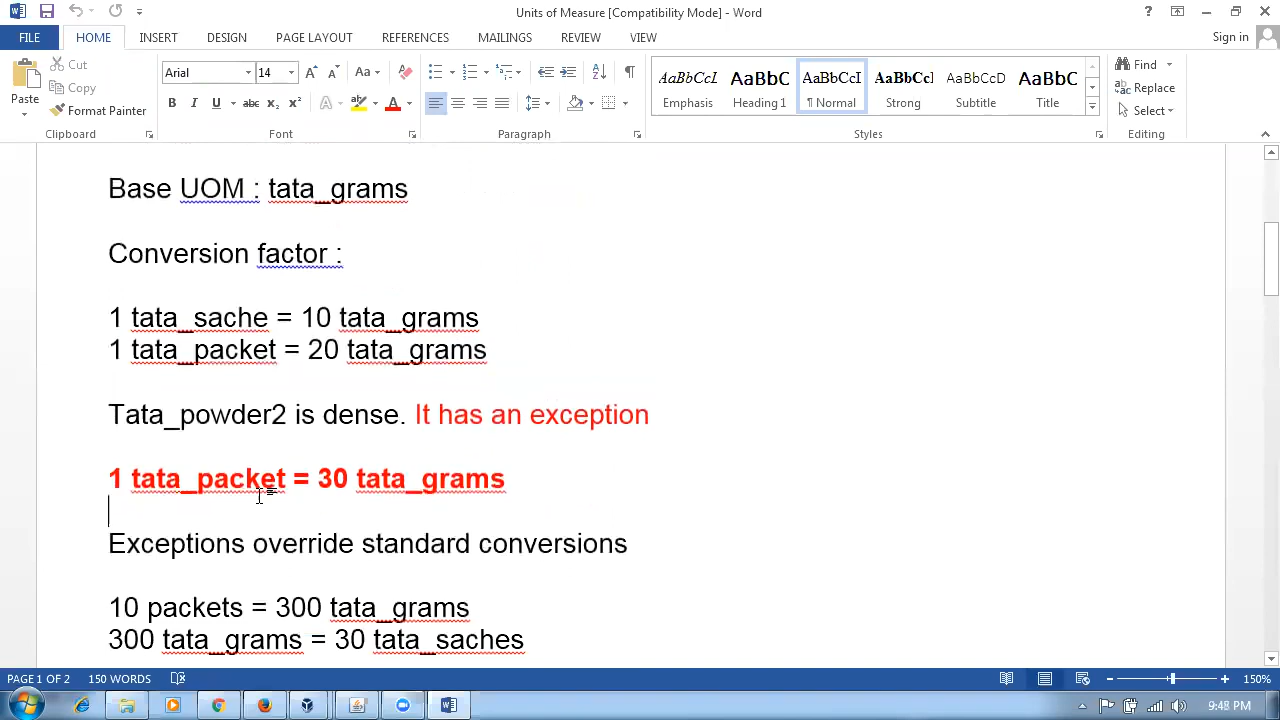 Units of Measure [Compatibility Mode] - Word
?
FILE
HOME
INSERT
DESIGN
PAGE LAYOUT
REFERENCES
MAILINGS
REVIEW
VIEW
Sign in
Paste
Cut
Copy
Format Painter
Clipboard
Arial
14
Font
Paragraph
AaBbCcI
Emphasis
AaBbC
Heading 1
AaBbCcI
¶ Normal
AaBbCcI
Strong
AaBbCcD
Subtitle
AaBbC
Title
Styles
Find
Replace
Select
Editing
Base UOM : tata_grams
Conversion factor :
1 tata_sache = 10 tata_grams
1 tata_packet = 20 tata_grams
Tata_powder2 is dense. It has an exception
1 tata_packet = 30 tata_grams
Exceptions override standard conversions
10 packets = 300 tata_grams
300 tata_grams = 30 tata_saches
PAGE 1 OF 2
150 WORDS
150%
9:48 PM